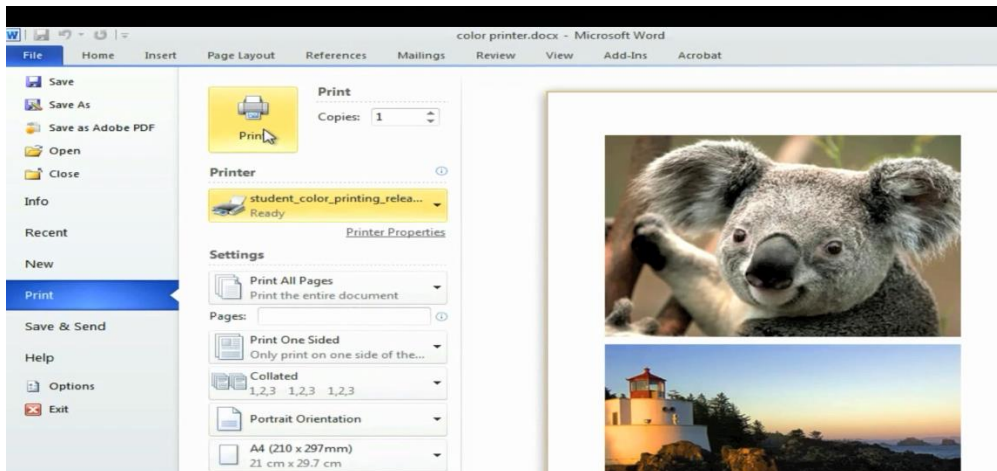 W
color printer.docx - Microsoft Word
File Home Insert Page Layout References Mailings Review View Add-Ins Acrobat
Save
Save As
Save as Adobe PDF
Open
Close
Info
Recent
New
Print
Save & Send
Help
Options
Exit
Print
Print
Copies: 1
Printer
student_color_printing_relea...
Ready
Printer Properties
Settings
Print All Pages
Print the entire document
Pages:
Print One Sided
Only print on one side of the...
Collated
1,2,3 1,2,3 1,2,3
Portrait Orientation
A4 (210 x 297mm)
21 cm x 29.7 cm